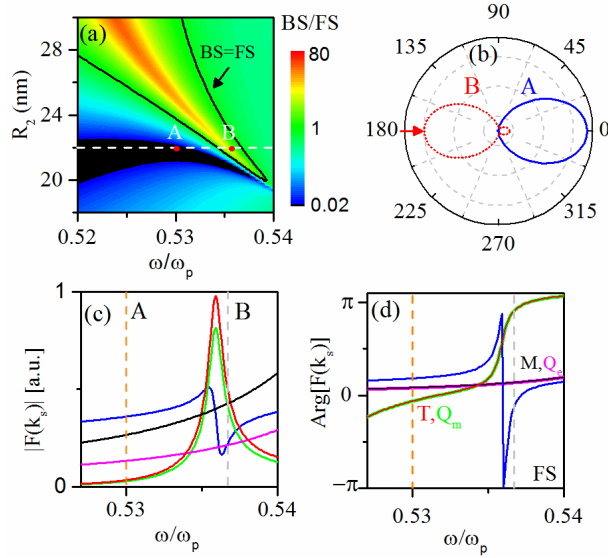 (a)
BS=FS
A
B
R₂ (nm)
28
24
20
0.52
0.53
0.54
ω/ωₚ
BS/FS
80
1
0.02
(b)
90
135
45
B
A
180
0
225
315
270
(c)
A
B
|F(kₛ)| [a.u.]
1
0
0.53
0.54
ω/ωₚ
(d)
Arg[F(kₛ)]
π
0
−π
M,Qₑ
T,Qₘ
FS
0.53
0.54
ω/ωₚ